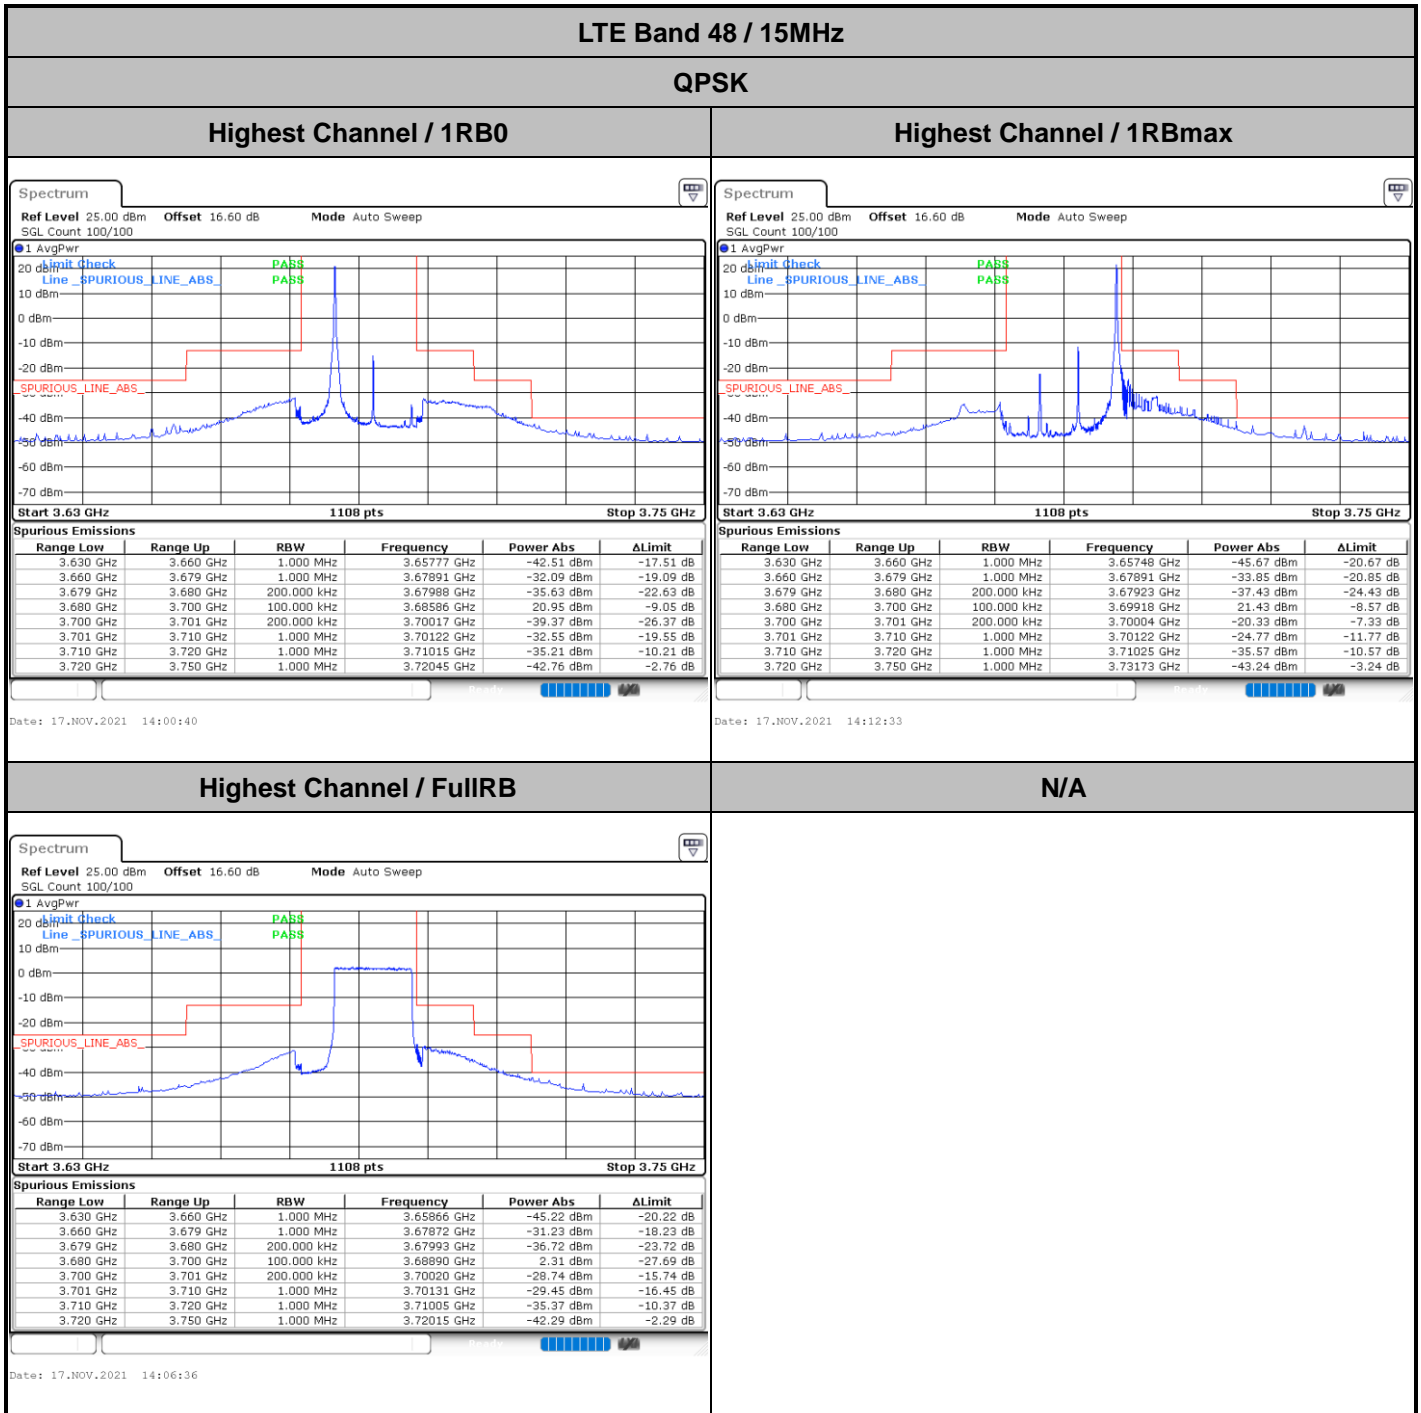 LTE Band 48 / 15MHz
QPSK
Highest Channel / 1RB0
Highest Channel / 1RBmax
Spectrum
Ref Level 25.00 dBm Offset 16.60 dB Mode Auto Sweep
SGL Count 100/100
1 AvgPwr
Limit Check PASS
Line _SPURIOUS_LINE_ABS_ PASS
20 dBm
10 dBm
0 dBm
-10 dBm
-20 dBm
_SPURIOUS_LINE_ABS_
-40 dBm
-50 dBm
-60 dBm
-70 dBm
Start 3.63 GHz 1108 pts Stop 3.75 GHz
Spurious Emissions
Range Low Range Up RBW Frequency Power Abs ΔLimit
3.630 GHz 3.660 GHz 1.000 MHz 3.65777 GHz -42.51 dBm -17.51 dB
3.660 GHz 3.679 GHz 1.000 MHz 3.67891 GHz -32.09 dBm -19.09 dB
3.679 GHz 3.680 GHz 200.000 kHz 3.67988 GHz -35.63 dBm -22.63 dB
3.680 GHz 3.700 GHz 100.000 kHz 3.68586 GHz 20.95 dBm -9.05 dB
3.700 GHz 3.701 GHz 200.000 kHz 3.70017 GHz -39.37 dBm -26.37 dB
3.701 GHz 3.710 GHz 1.000 MHz 3.70122 GHz -32.55 dBm -19.55 dB
3.710 GHz 3.720 GHz 1.000 MHz 3.71015 GHz -35.21 dBm -10.21 dB
3.720 GHz 3.750 GHz 1.000 MHz 3.72045 GHz -42.76 dBm -2.76 dB
Ready
Date: 17.NOV.2021 14:00:40
Spectrum
Ref Level 25.00 dBm Offset 16.60 dB Mode Auto Sweep
SGL Count 100/100
1 AvgPwr
Limit Check PASS
Line _SPURIOUS_LINE_ABS_ PASS
20 dBm
10 dBm
0 dBm
-10 dBm
-20 dBm
_SPURIOUS_LINE_ABS_
-40 dBm
-50 dBm
-60 dBm
-70 dBm
Start 3.63 GHz 1108 pts Stop 3.75 GHz
Spurious Emissions
Range Low Range Up RBW Frequency Power Abs ΔLimit
3.630 GHz 3.660 GHz 1.000 MHz 3.65748 GHz -45.67 dBm -20.67 dB
3.660 GHz 3.679 GHz 1.000 MHz 3.67891 GHz -33.85 dBm -20.85 dB
3.679 GHz 3.680 GHz 200.000 kHz 3.67923 GHz -37.43 dBm -24.43 dB
3.680 GHz 3.700 GHz 100.000 kHz 3.69918 GHz 21.43 dBm -8.57 dB
3.700 GHz 3.701 GHz 200.000 kHz 3.70004 GHz -20.33 dBm -7.33 dB
3.701 GHz 3.710 GHz 1.000 MHz 3.70122 GHz -24.77 dBm -11.77 dB
3.710 GHz 3.720 GHz 1.000 MHz 3.71025 GHz -35.57 dBm -10.57 dB
3.720 GHz 3.750 GHz 1.000 MHz 3.73173 GHz -43.24 dBm -3.24 dB
Ready
Date: 17.NOV.2021 14:12:33
Highest Channel / FullRB
N/A
Spectrum
Ref Level 25.00 dBm Offset 16.60 dB Mode Auto Sweep
SGL Count 100/100
1 AvgPwr
Limit Check PASS
Line _SPURIOUS_LINE_ABS_ PASS
20 dBm
10 dBm
0 dBm
-10 dBm
-20 dBm
_SPURIOUS_LINE_ABS_
-40 dBm
-50 dBm
-60 dBm
-70 dBm
Start 3.63 GHz 1108 pts Stop 3.75 GHz
Spurious Emissions
Range Low Range Up RBW Frequency Power Abs ΔLimit
3.630 GHz 3.660 GHz 1.000 MHz 3.65866 GHz -45.22 dBm -20.22 dB
3.660 GHz 3.679 GHz 1.000 MHz 3.67872 GHz -31.23 dBm -18.23 dB
3.679 GHz 3.680 GHz 200.000 kHz 3.67993 GHz -36.72 dBm -23.72 dB
3.680 GHz 3.700 GHz 100.000 kHz 3.68890 GHz 2.31 dBm -27.69 dB
3.700 GHz 3.701 GHz 200.000 kHz 3.70020 GHz -28.74 dBm -15.74 dB
3.701 GHz 3.710 GHz 1.000 MHz 3.70131 GHz -29.45 dBm -16.45 dB
3.710 GHz 3.720 GHz 1.000 MHz 3.71005 GHz -35.37 dBm -10.37 dB
3.720 GHz 3.750 GHz 1.000 MHz 3.72015 GHz -42.29 dBm -2.29 dB
Ready
Date: 17.NOV.2021 14:06:36